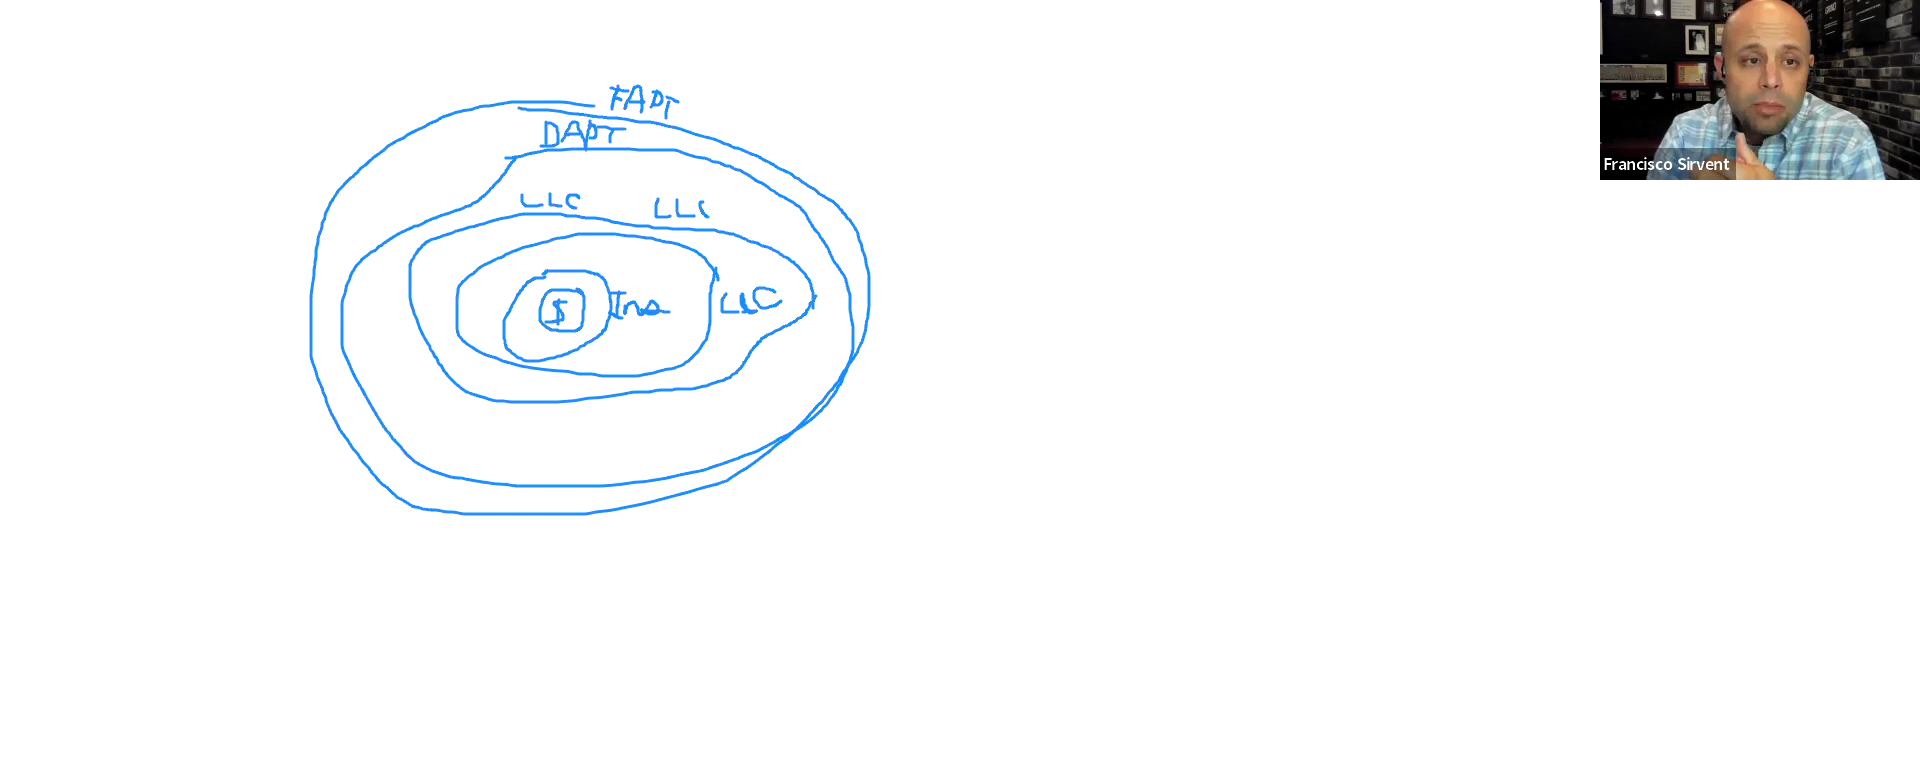 FAPT
DAPT
LLC LLC
$ Ins LLC
Francisco Sirvent